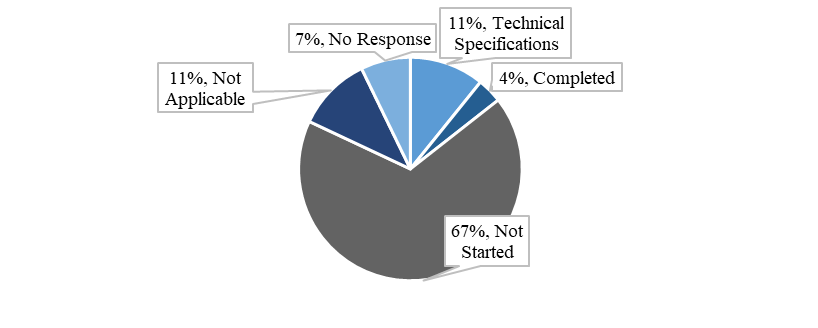 7%, No Response
11%, Technical
Specifications
11%, Not
Applicable
4%, Completed
67%, Not
Started